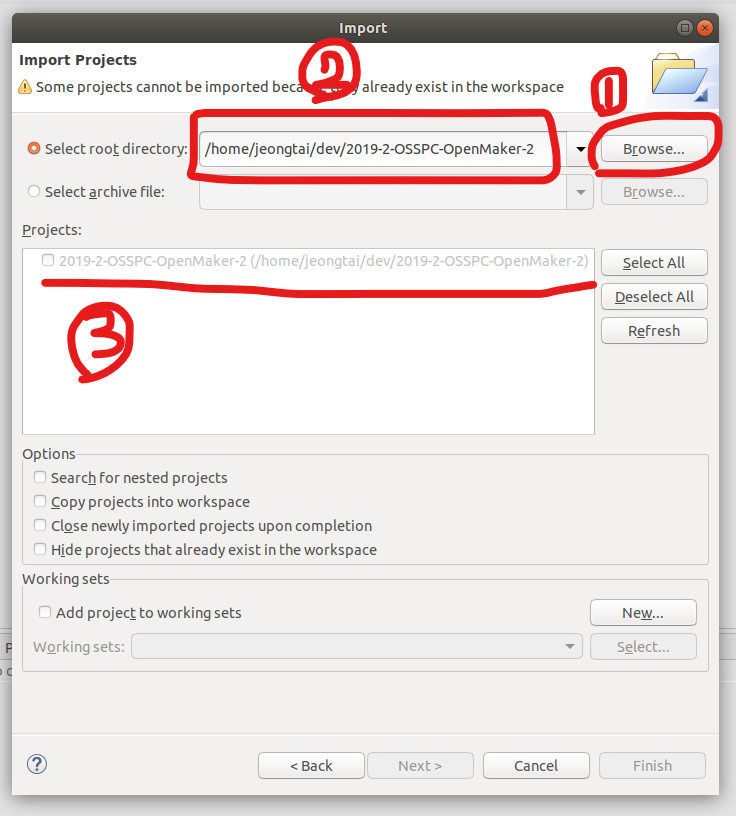 Import
Import Projects
Some projects cannot be imported because they already exist in the workspace
2
1
Select root directory:
/home/jeongtai/dev/2019-2-OSSPC-OpenMaker-2
Browse...
Select archive file:
Browse...
Projects:
2019-2-OSSPC-OpenMaker-2 (/home/jeongtai/dev/2019-2-OSSPC-OpenMaker-2)
Select All
Deselect All
Refresh
3
Options
Search for nested projects
Copy projects into workspace
Close newly imported projects upon completion
Hide projects that already exist in the workspace
Working sets
Add project to working sets
New...
Working sets:
Select...
?
< Back
Next >
Cancel
Finish